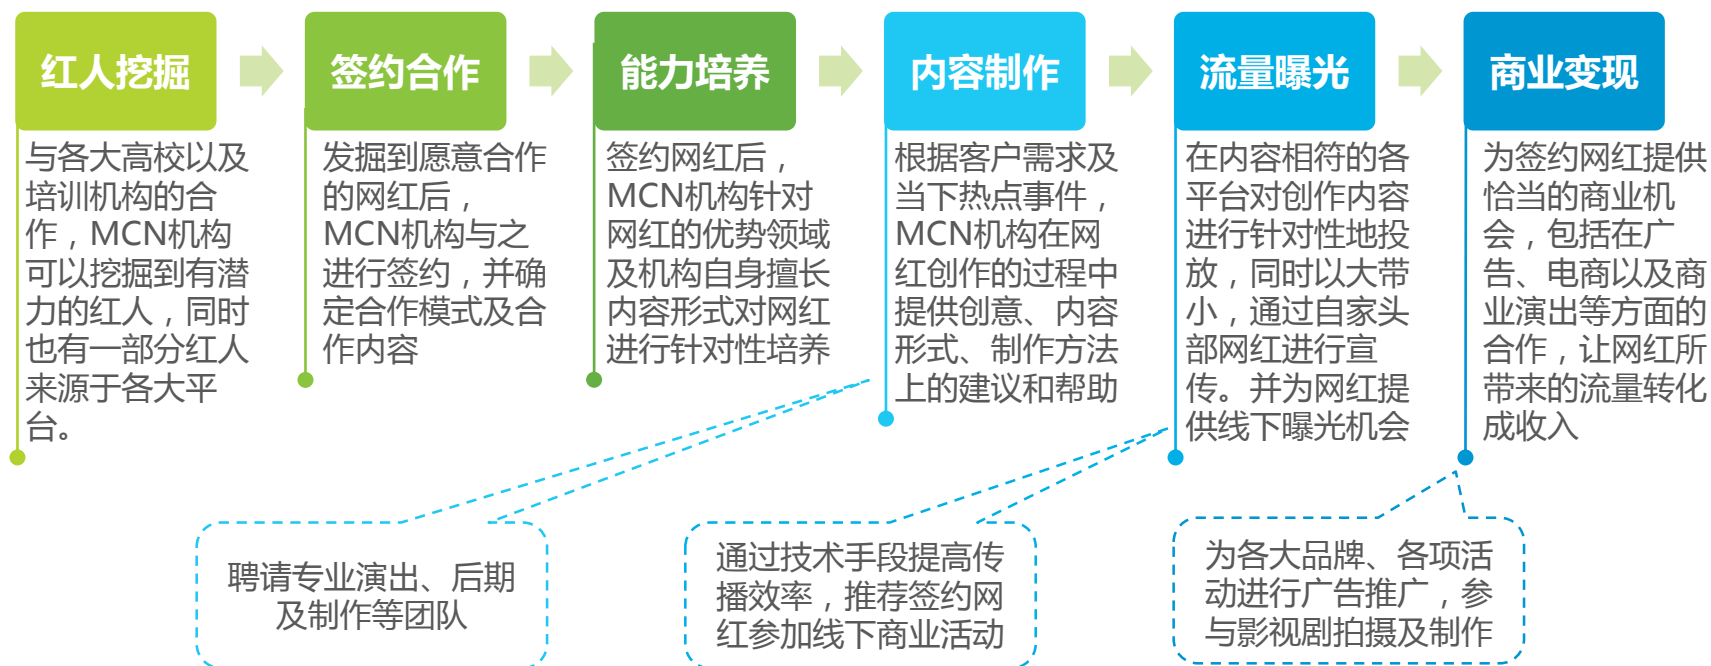 红人挖掘
签约合作
能力培养
内容制作
流量曝光
商业变现
与各大高校以及
培训机构的合
作，MCN机构
可以挖掘到有潜
力的红人，同时
也有一部分红人
来源于各大平
台。
发掘到愿意合作
的网红后，
MCN机构与之
进行签约，并确
定合作模式及合
作内容
签约网红后，
MCN机构针对
网红的优势领域
及机构自身擅长
内容形式对网红
进行针对性培养
根据客户需求及
当下热点事件，
MCN机构在网
红创作的过程中
提供创意、内容
形式、制作方法
上的建议和帮助
在内容相符的各
平台对创作内容
进行针对性地投
放，同时以大带
小，通过自家头
部网红进行宣
传。并为网红提
供线下曝光机会
为签约网红提供
恰当的商业机
会，包括在广
告、电商以及商
业演出等方面的
合作，让网红所
带来的流量转化
成收入
聘请专业演出、后期
及制作等团队
通过技术手段提高传
播效率，推荐签约网
红参加线下商业活动
为各大品牌、各项活
动进行广告推广，参
与影视剧拍摄及制作